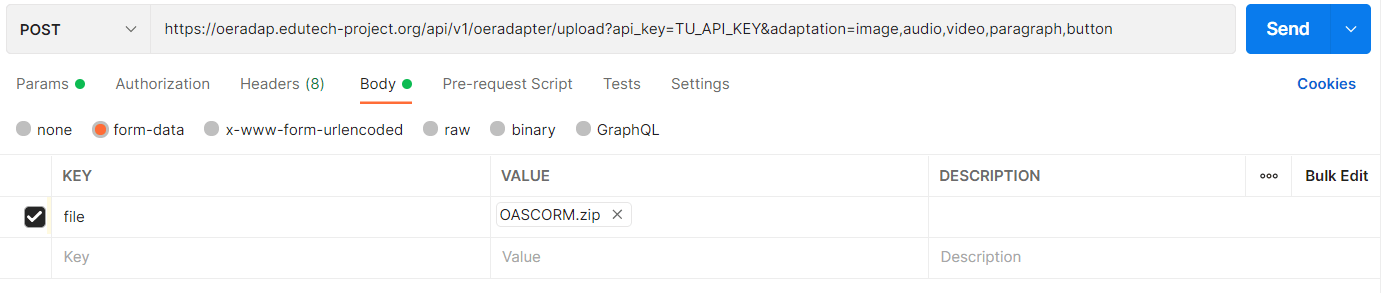 POST https://oeradap.edutech-project.org/api/v1/oeradapter/upload?api_key=TU_API_KEY&adaptation=image,audio,video,paragraph,button Send
Params Authorization Headers (8) Body Pre-request Script Tests Settings Cookies
none form-data x-www-form-urlencoded raw binary GraphQL
KEY VALUE DESCRIPTION ooo Bulk Edit
file OASCORM.zip ×
Key Value Description